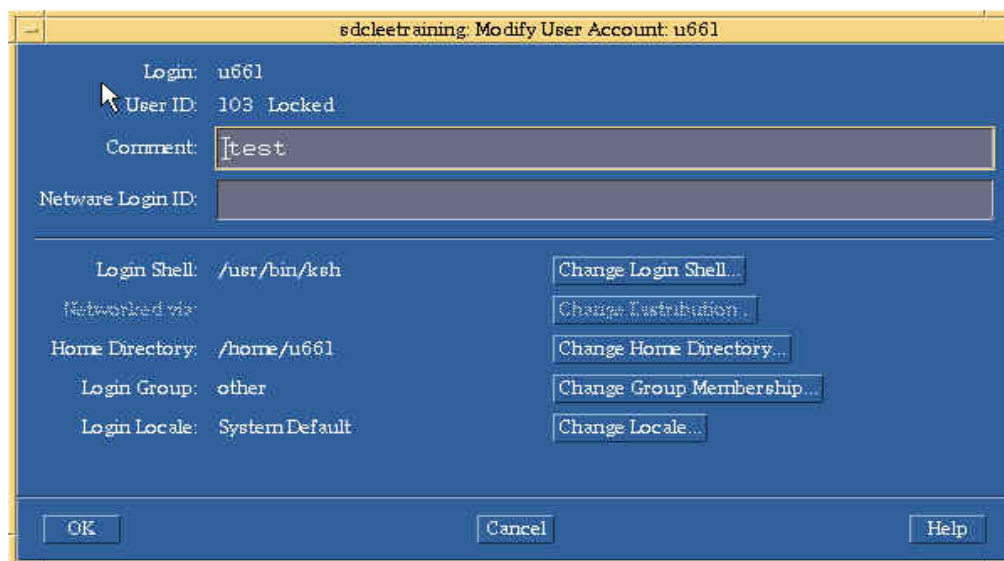 sdcleetraining: Modify User Account: u661
Login: u661
User ID: 103 Locked
Comment: test
Netware Login ID:
Login Shell: /usr/bin/ksh Change Login Shell...
Networked via: Change Distribution...
Home Directory: /home/u661 Change Home Directory...
Login Group: other Change Group Membership...
Login Locale: System Default Change Locale...
OK Cancel Help